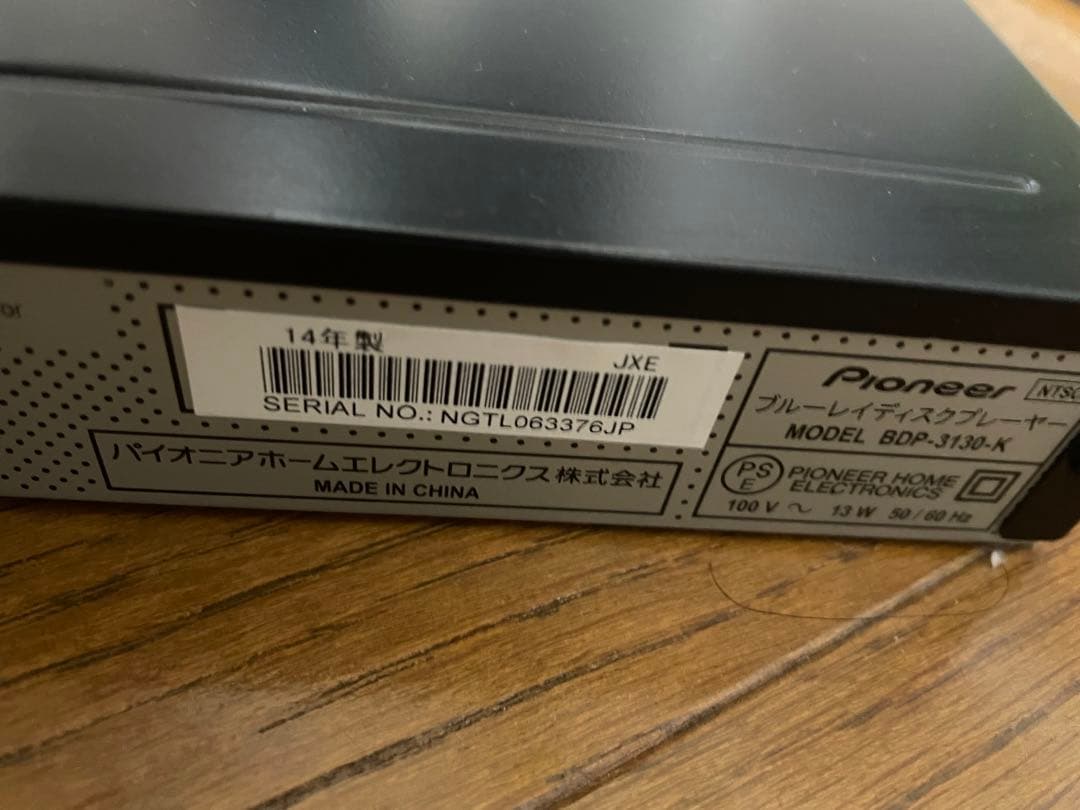 14年製
JXE
SERIAL NO.: NGTL063376JP
パイオニアホームエレクトロニクス株式会社
MADE IN CHINA
Pioneer NTSC
ブルーレイディスクプレーヤー
MODEL BDP-3130-K
PS E PIONEER HOME
ELECTRONICS
100 V ～ 13 W 50/60 Hz